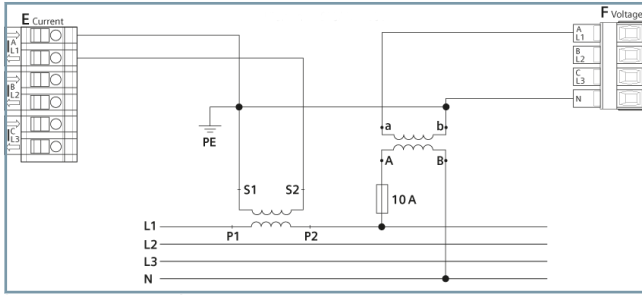 E Current
F Voltage
A
L1
B
L2
C
L3
A
L1
B
L2
C
L3
N
PE
a
b
A
B
S1
S2
10 A
L1
P1
P2
L2
L3
N